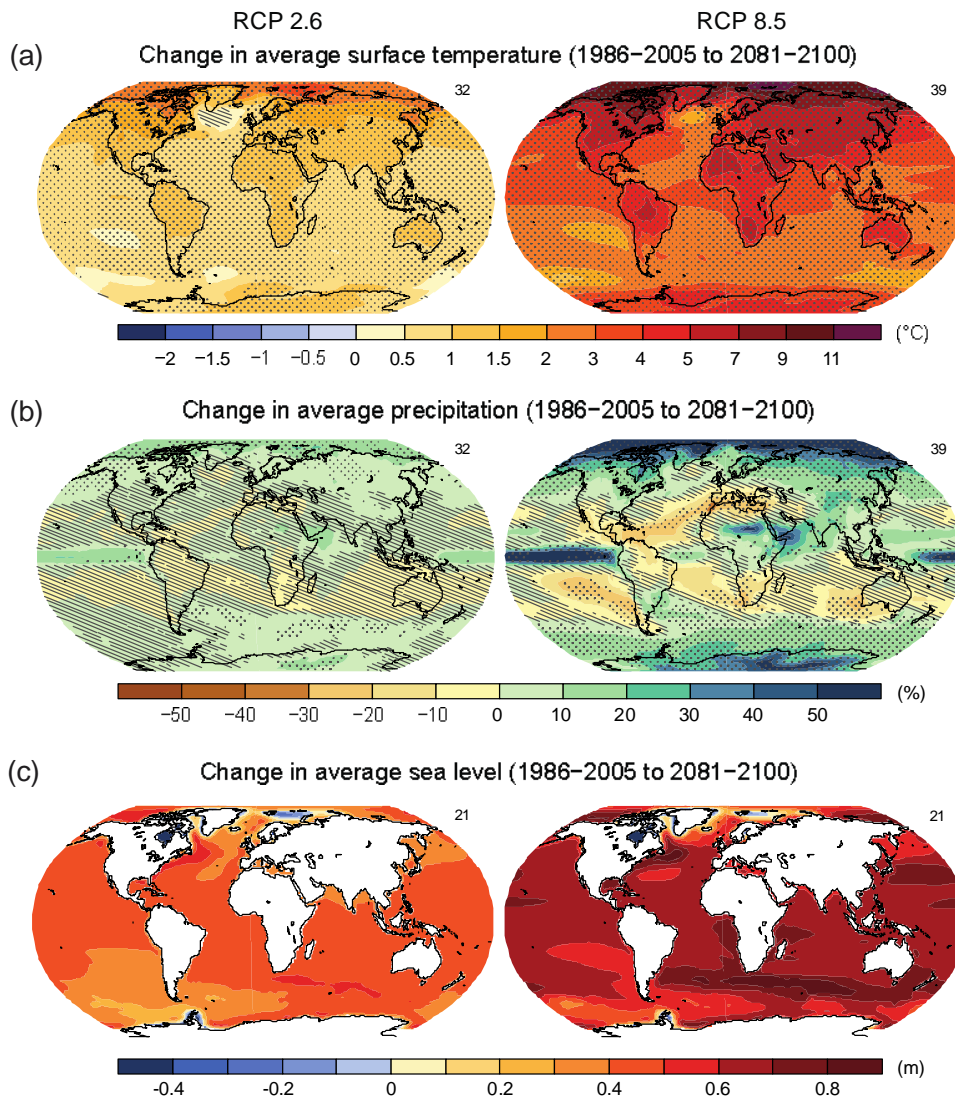 RCP 2.6 RCP 8.5
(a) Change in average surface temperature (1986−2005 to 2081−2100)
32 39
−2 −1.5 −1 −0.5 0 0.5 1 1.5 2 3 4 5 7 9 11 (°C)
(b) Change in average precipitation (1986−2005 to 2081−2100)
32 39
−50 −40 −30 −20 −10 0 10 20 30 40 50 (%)
(c) Change in average sea level (1986−2005 to 2081−2100)
21 21
-0.4 -0.2 0 0.2 0.4 0.6 0.8 (m)